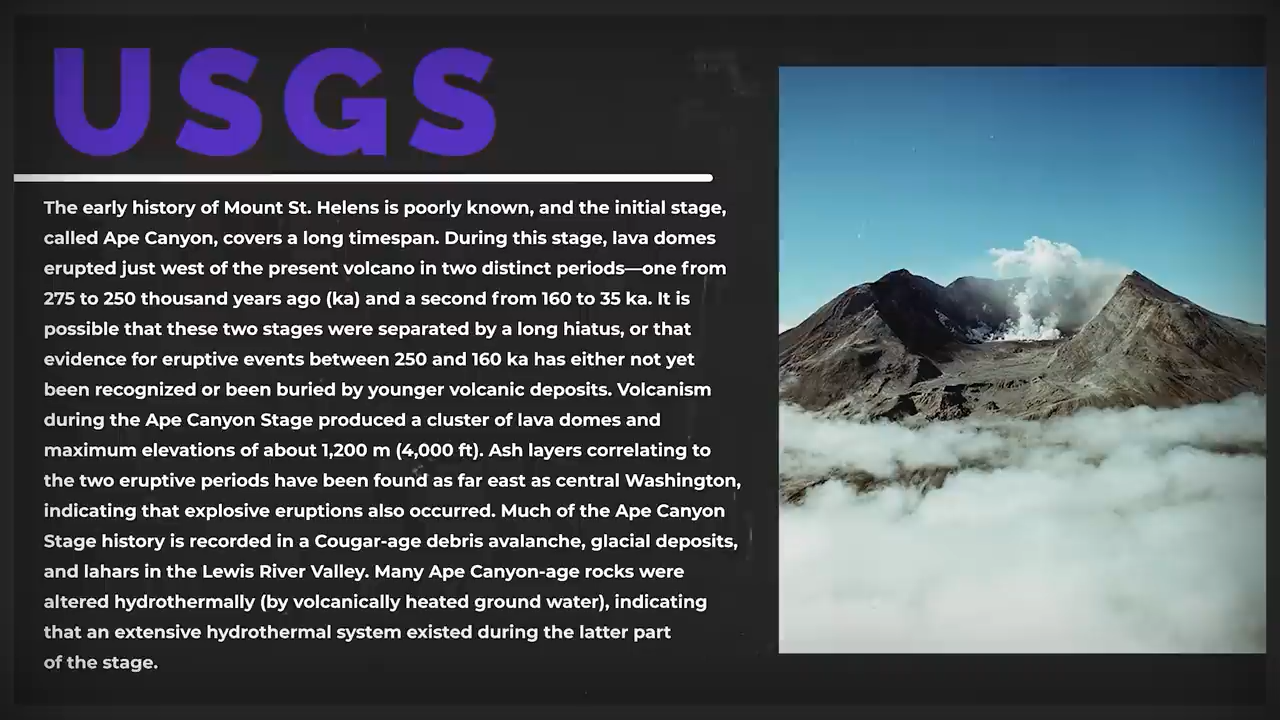 USGS
The early history of Mount St. Helens is poorly known, and the initial stage,
called Ape Canyon, covers a long timespan. During this stage, lava domes
erupted just west of the present volcano in two distinct periods—one from
275 to 250 thousand years ago (ka) and a second from 160 to 35 ka. It is
possible that these two stages were separated by a long hiatus, or that
evidence for eruptive events between 250 and 160 ka has either not yet
been recognized or been buried by younger volcanic deposits. Volcanism
during the Ape Canyon Stage produced a cluster of lava domes and
maximum elevations of about 1,200 m (4,000 ft). Ash layers correlating to
the two eruptive periods have been found as far east as central Washington,
indicating that explosive eruptions also occurred. Much of the Ape Canyon
Stage history is recorded in a Cougar-age debris avalanche, glacial deposits,
and lahars in the Lewis River Valley. Many Ape Canyon-age rocks were
altered hydrothermally (by volcanically heated ground water), indicating
that an extensive hydrothermal system existed during the latter part
of the stage.